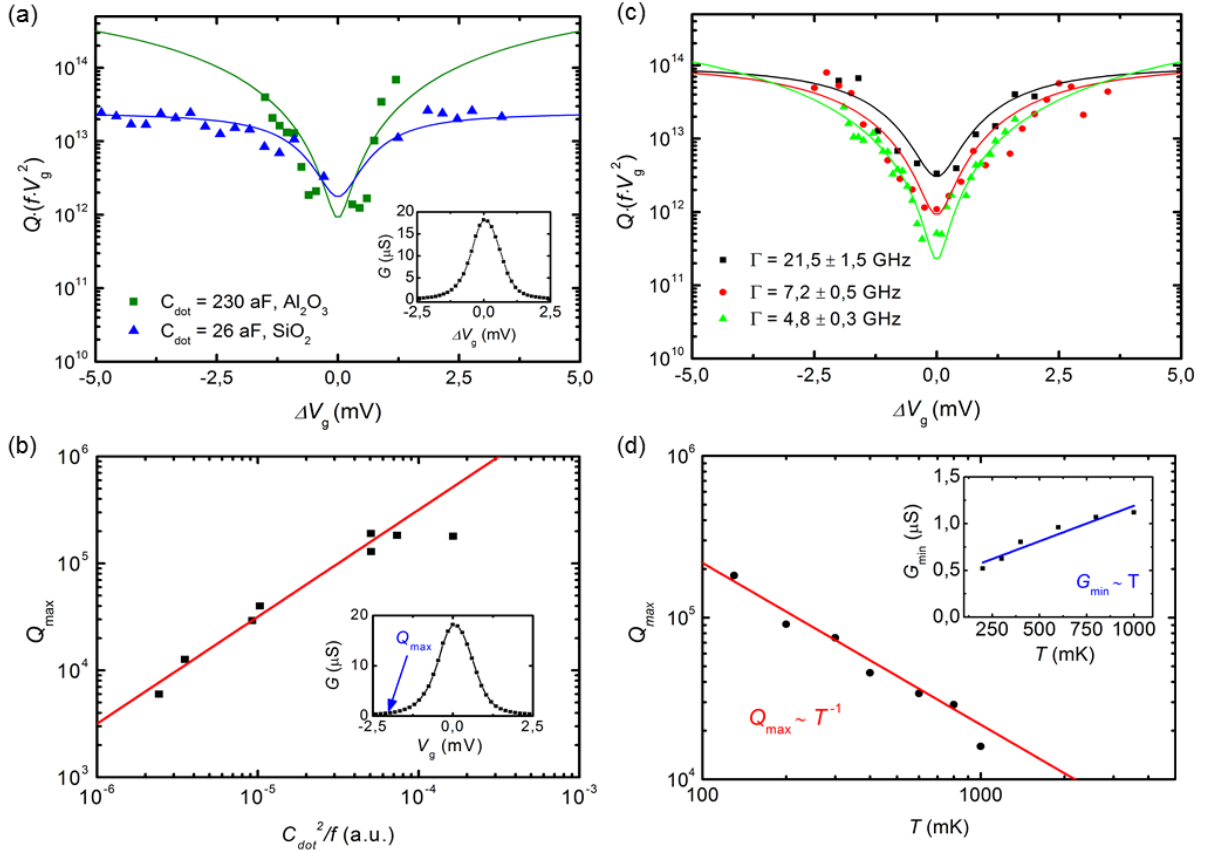 (a)
Q·(f·V_g^2)
10^14
10^13
10^12
10^11
10^10
-5,0 -2,5 0,0 2,5 5,0
ΔV_g (mV)
C_dot = 230 aF, Al_2O_3
C_dot = 26 aF, SiO_2
G (μS)
20
10
0
-2,5 0,0 2,5
ΔV_g (mV)
(c)
Q·(f·V_g^2)
10^14
10^13
10^12
10^11
10^10
-5,0 -2,5 0,0 2,5 5,0
ΔV_g (mV)
Γ = 21,5 ± 1,5 GHz
Γ = 7,2 ± 0,5 GHz
Γ = 4,8 ± 0,3 GHz
(b)
Q_max
10^6
10^5
10^4
10^3
10^-6 10^-5 10^-4 10^-3
C_dot^2/f (a.u.)
Q_max
G (μS)
20
10
0
-2,5 0,0 2,5
V_g (mV)
(d)
Q_max
10^6
10^5
10^4
1000
T (mK)
Q_max ~ T^-1
G_min (μS)
1,5
1,0
0,5
0,0
250 500 750 1000
T (mK)
G_min ~ T